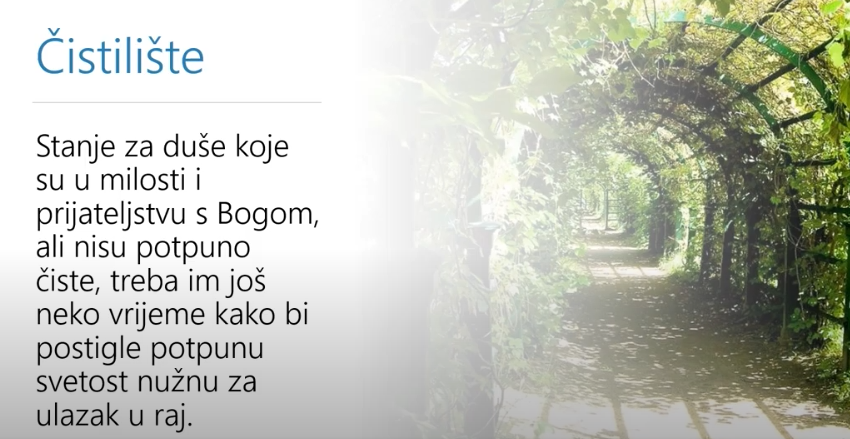 Čistilište
Stanje za duše koje
su u milosti i
prijateljstvu s Bogom,
ali nisu potpuno
čiste, treba im još
neko vrijeme kako bi
postigle potpunu
svetost nužnu za
ulazak u raj.